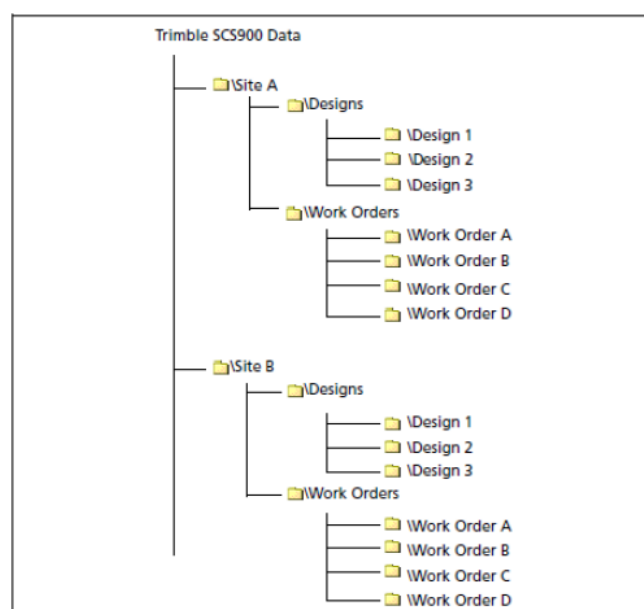 Trimble SCS900 Data
\Site A
\Designs
\Design 1
\Design 2
\Design 3
\Work Orders
\Work Order A
\Work Order B
\Work Order C
\Work Order D
\Site B
\Designs
\Design 1
\Design 2
\Design 3
\Work Orders
\Work Order A
\Work Order B
\Work Order C
\Work Order D